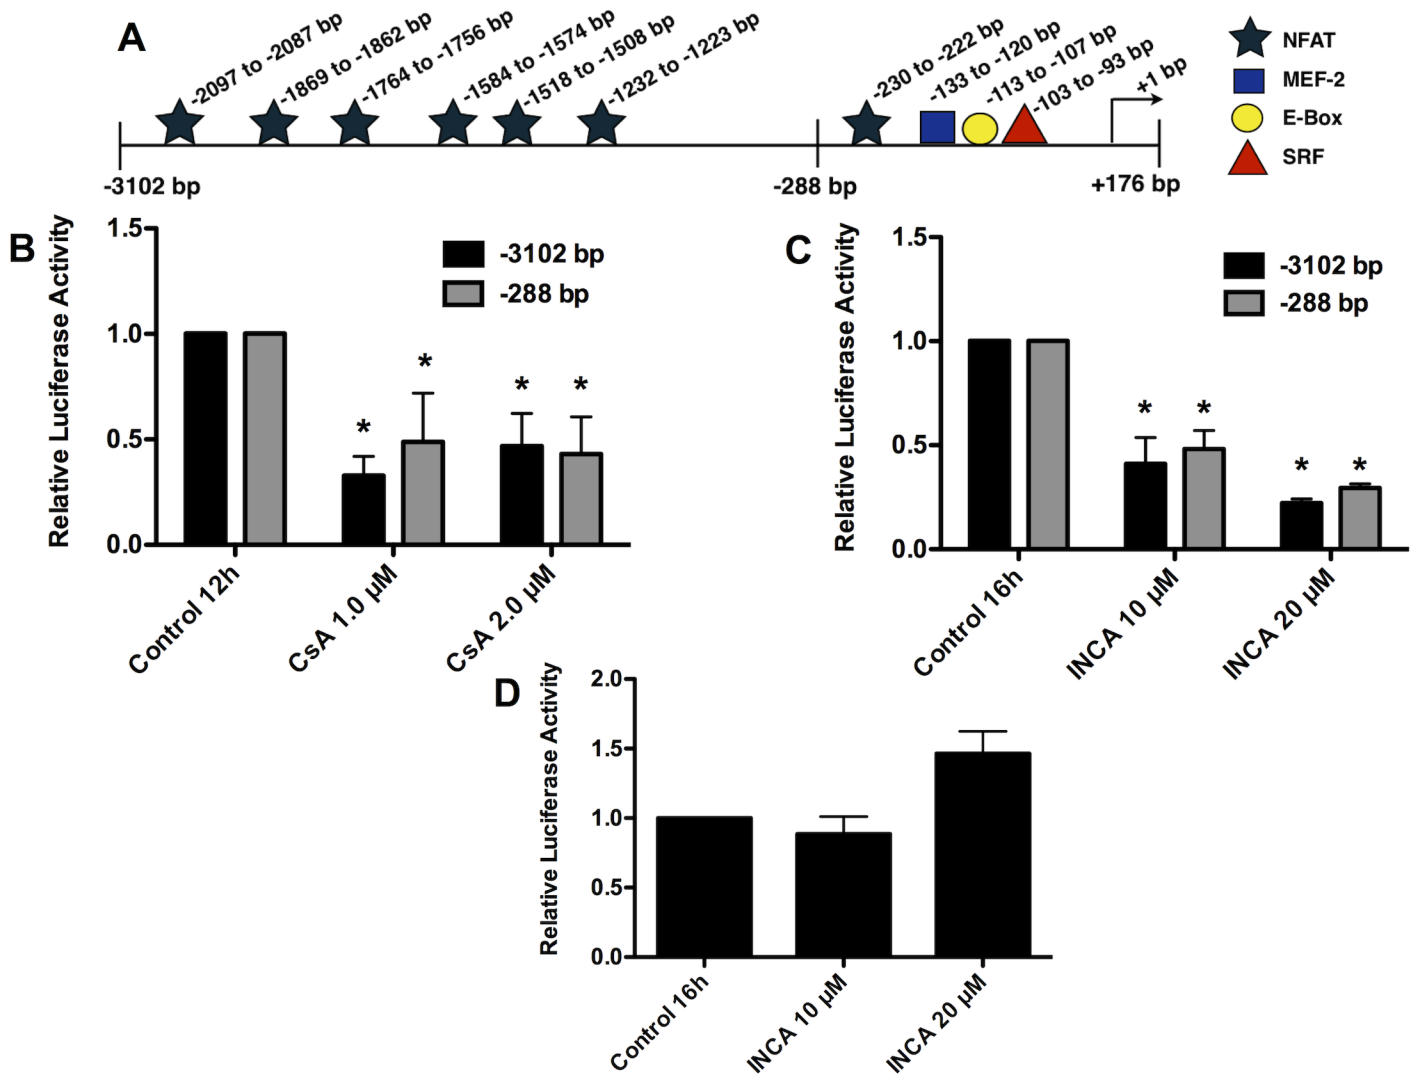 A
-2097 to -2087 bp
-1869 to -1862 bp
-1764 to -1756 bp
-1584 to -1574 bp
-1518 to -1508 bp
-1232 to -1223 bp
-230 to -222 bp
-133 to -120 bp
-113 to -107 bp
-103 to -93 bp
+1 bp
NFAT
MEF-2
E-Box
SRF
-3102 bp
-288 bp
+176 bp
B
Relative Luciferase Activity
1.5
1.0
0.5
0.0
-3102 bp
-288 bp
*
*
*
*
Control 12h
CsA 1.0 µM
CsA 2.0 µM
C
Relative Luciferase Activity
1.5
1.0
0.5
0.0
-3102 bp
-288 bp
*
*
*
*
Control 16h
INCA 10 µM
INCA 20 µM
D
Relative Luciferase Activity
2.0
1.5
1.0
0.5
0.0
Control 16h
INCA 10 µM
INCA 20 µM